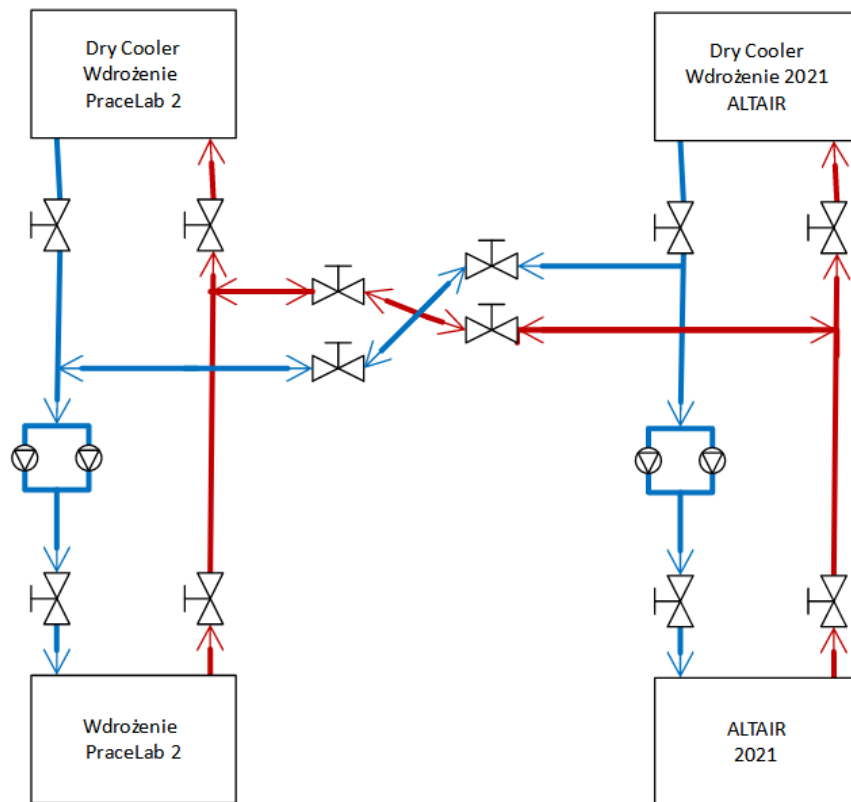 Dry Cooler
Wdrożenie
PraceLab 2
Dry Cooler
Wdrożenie 2021
ALTAIR
Wdrożenie
PraceLab 2
ALTAIR
2021